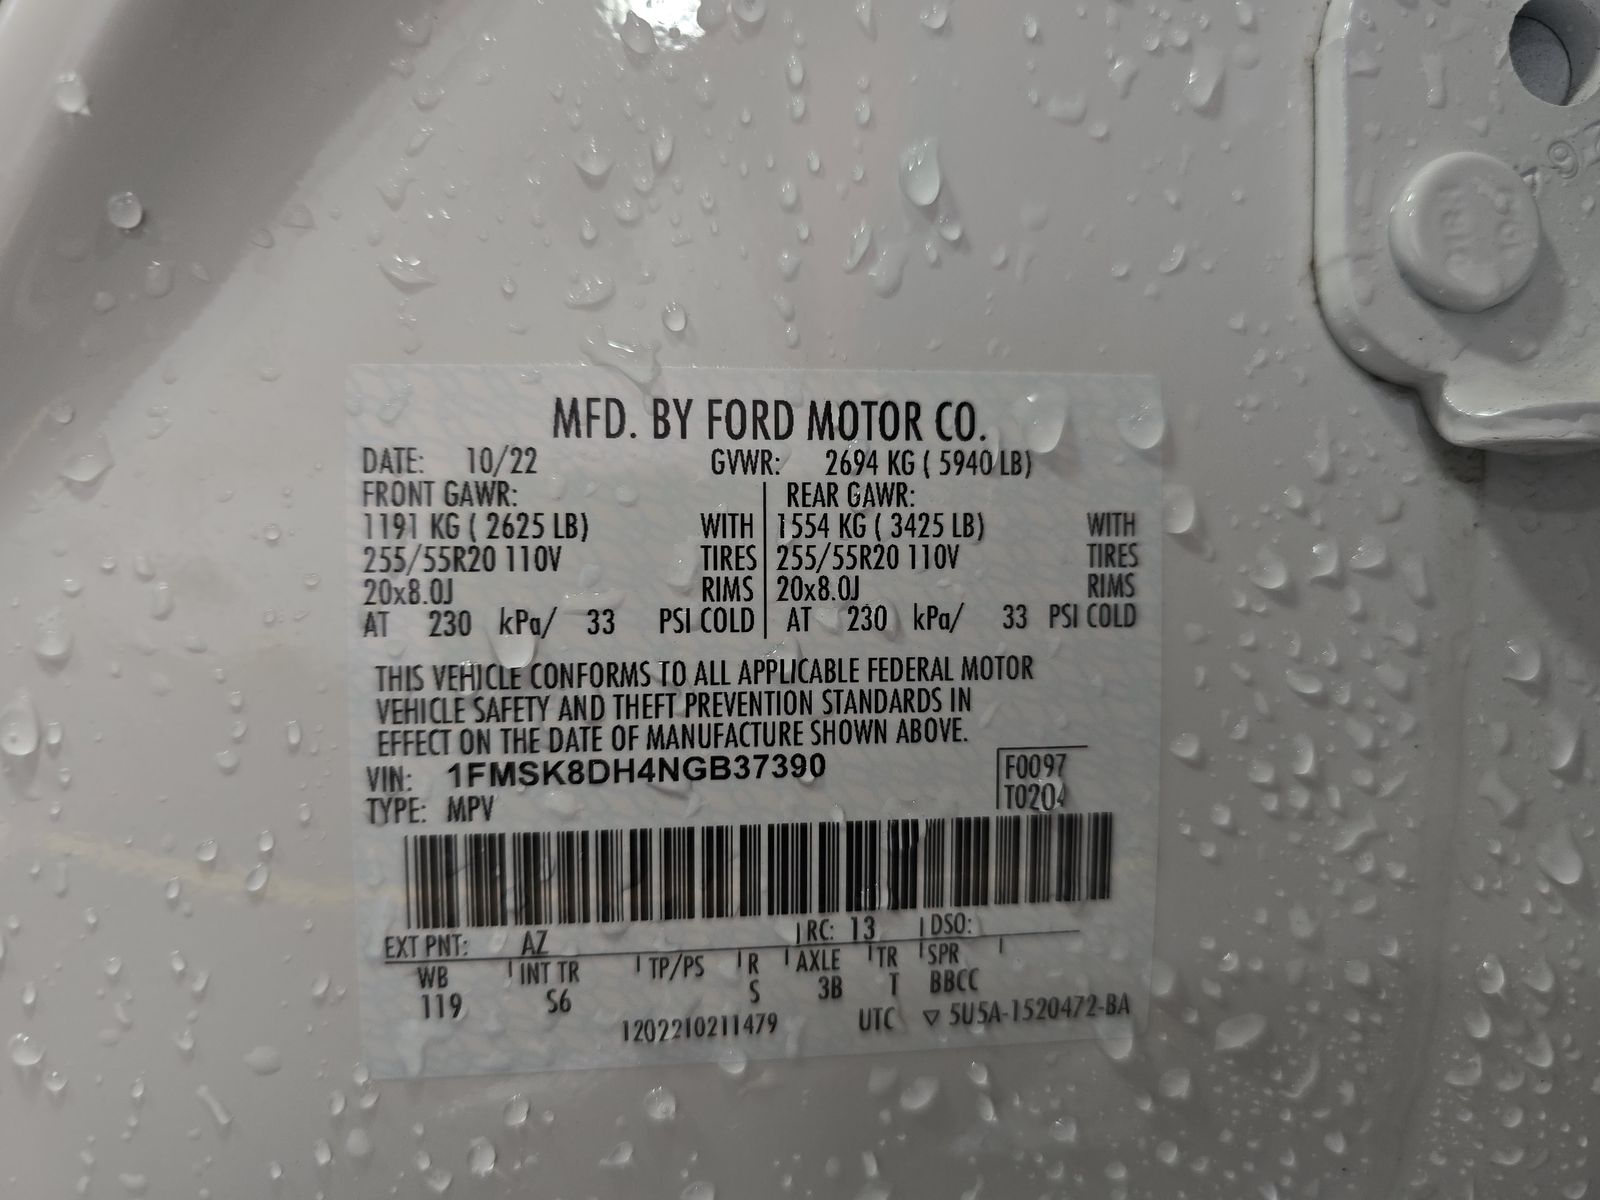 MFD. BY FORD MOTOR CO.
DATE: 10/22 GVWR: 2694 KG ( 5940 LB)
FRONT GAWR: REAR GAWR:
1191 KG ( 2625 LB) WITH 1554 KG ( 3425 LB) WITH
255/55R20 110V TIRES 255/55R20 110V TIRES
20x8.0J RIMS 20x8.0J RIMS
AT 230 kPa/ 33 PSI COLD AT 230 kPa/ 33 PSI COLD
THIS VEHICLE CONFORMS TO ALL APPLICABLE FEDERAL MOTOR
VEHICLE SAFETY AND THEFT PREVENTION STANDARDS IN
EFFECT ON THE DATE OF MANUFACTURE SHOWN ABOVE.
VIN: 1FMSK8DH4NGB37390 F0097
TYPE: MPV T0204
EXT PNT: AZ RC: 13 DSO:
WB INT TR TP/PS R AXLE TR SPR
119 S6 S 3B T BBCC
1202210211479 UTC ▽ 5U5A-1520472-BA